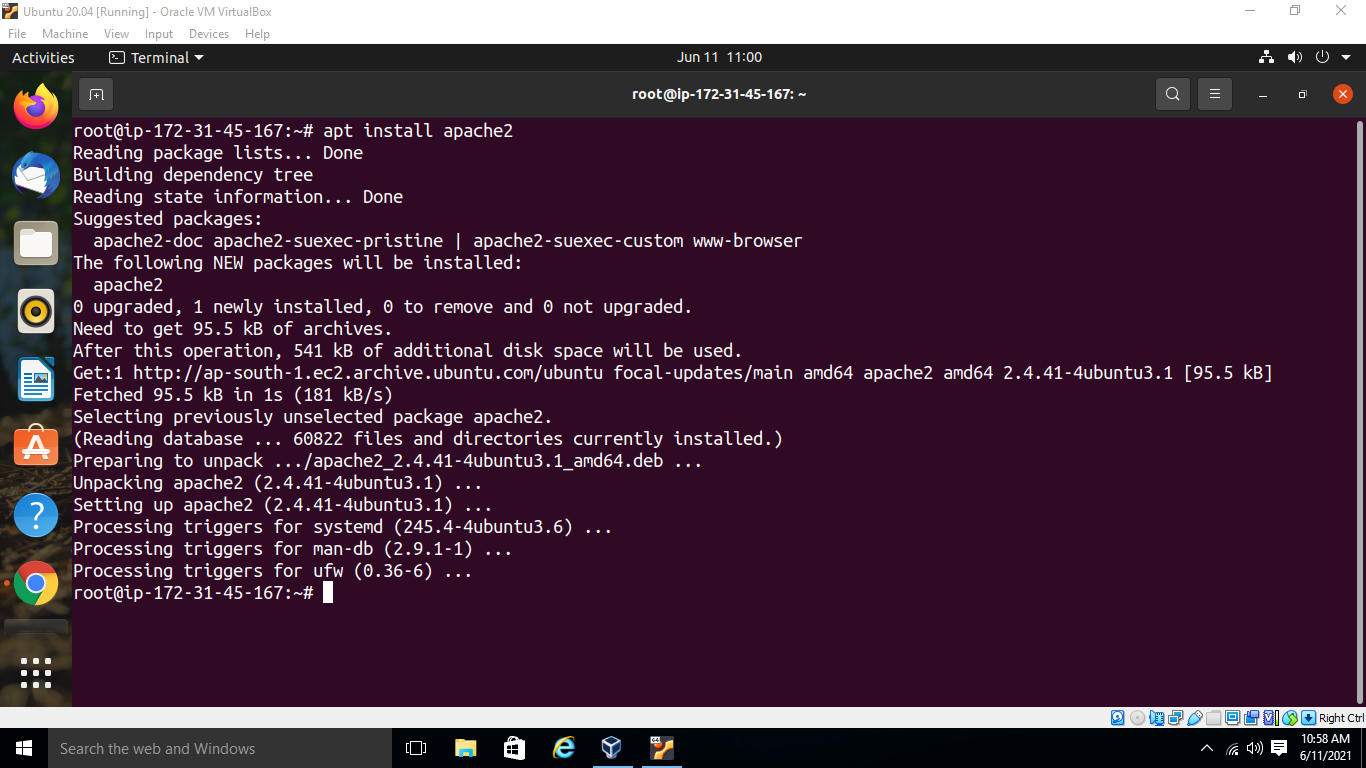 Ubuntu 20.04 [Running] - Oracle VM VirtualBox
File Machine View Input Devices Help
Activities Terminal Jun 11 11:00
root@ip-172-31-45-167: ~
root@ip-172-31-45-167:~# apt install apache2
Reading package lists... Done
Building dependency tree
Reading state information... Done
Suggested packages:
  apache2-doc apache2-suexec-pristine | apache2-suexec-custom www-browser
The following NEW packages will be installed:
  apache2
0 upgraded, 1 newly installed, 0 to remove and 0 not upgraded.
Need to get 95.5 kB of archives.
After this operation, 541 kB of additional disk space will be used.
Get:1 http://ap-south-1.ec2.archive.ubuntu.com/ubuntu focal-updates/main amd64 apache2 amd64 2.4.41-4ubuntu3.1 [95.5 kB]
Fetched 95.5 kB in 1s (181 kB/s)
Selecting previously unselected package apache2.
(Reading database ... 60822 files and directories currently installed.)
Preparing to unpack .../apache2_2.4.41-4ubuntu3.1_amd64.deb ...
Unpacking apache2 (2.4.41-4ubuntu3.1) ...
Setting up apache2 (2.4.41-4ubuntu3.1) ...
Processing triggers for systemd (245.4-4ubuntu3.6) ...
Processing triggers for man-db (2.9.1-1) ...
Processing triggers for ufw (0.36-6) ...
root@ip-172-31-45-167:~#
Right Ctrl
Search the web and Windows
10:58 AM
6/11/2021